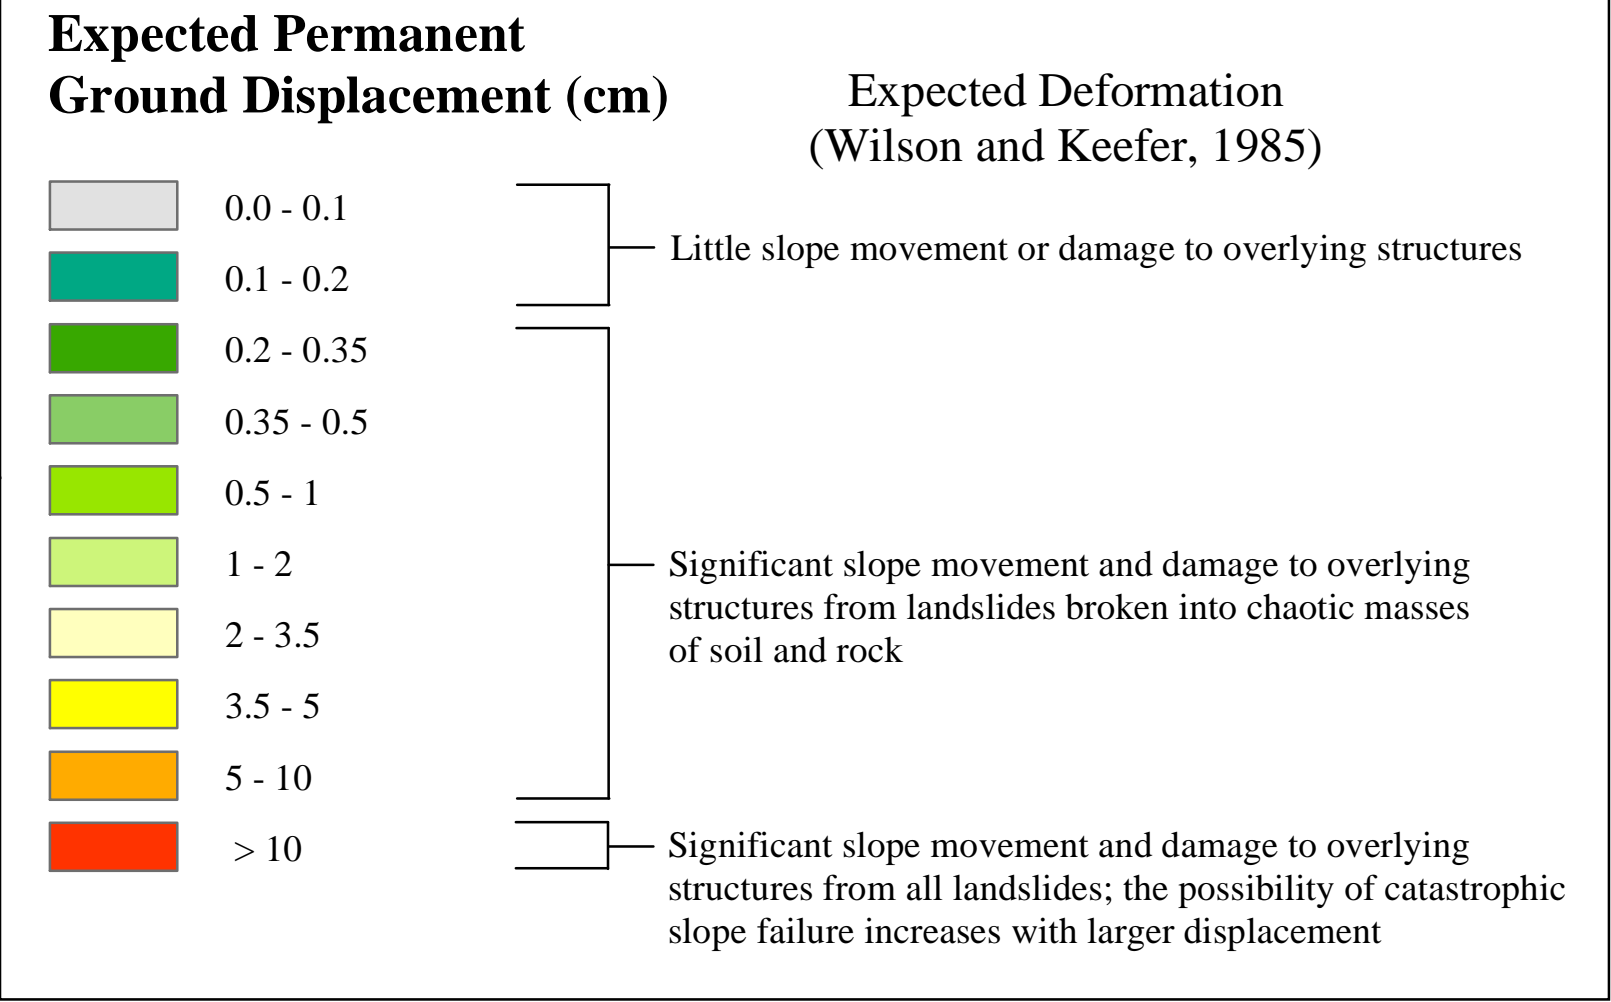 Expected Permanent
Ground Displacement (cm)
Expected Deformation
(Wilson and Keefer, 1985)
0.0 - 0.1
0.1 - 0.2
Little slope movement or damage to overlying structures
0.2 - 0.35
0.35 - 0.5
0.5 - 1
1 - 2
2 - 3.5
3.5 - 5
5 - 10
Significant slope movement and damage to overlying
structures from landslides broken into chaotic masses
of soil and rock
> 10
Significant slope movement and damage to overlying
structures from all landslides; the possibility of catastrophic
slope failure increases with larger displacement